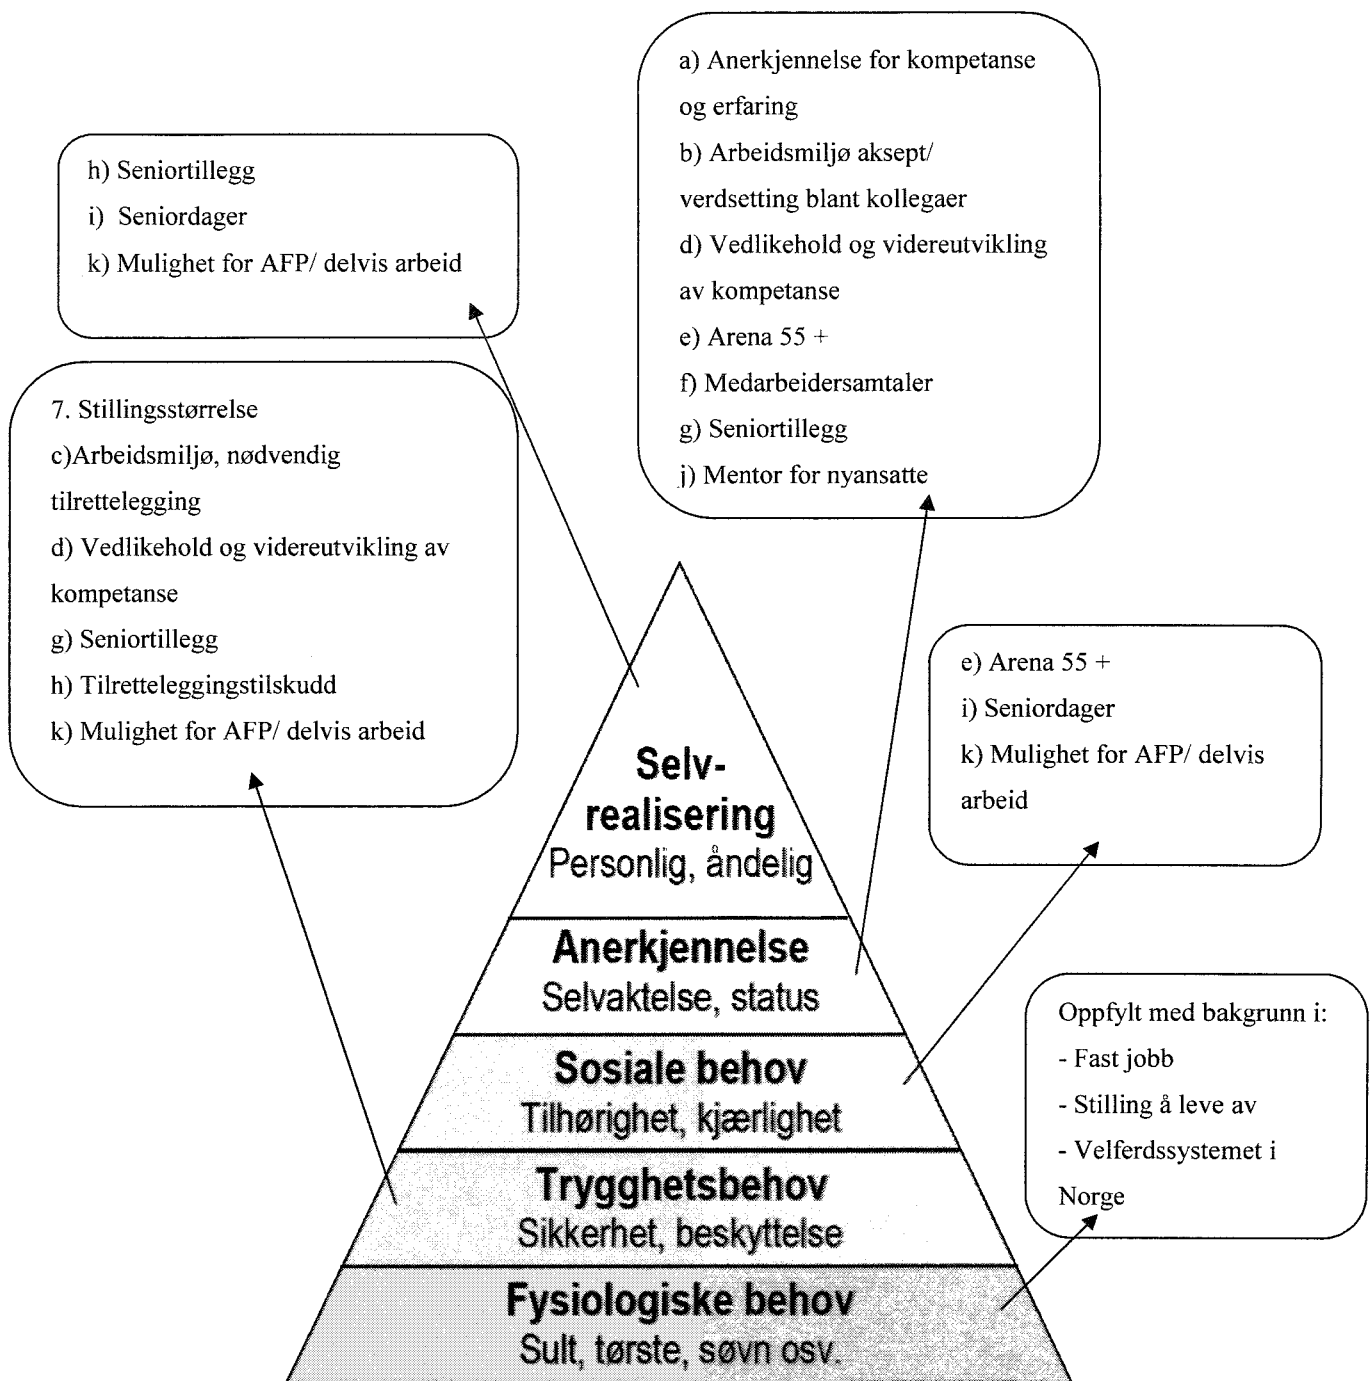 a) Anerkjennelse for kompetanse
og erfaring
b) Arbeidsmiljø aksept/
verdsetting blant kollegaer
d) Vedlikehold og videreutvikling
av kompetanse
e) Arena 55 +
f) Medarbeidersamtaler
g) Seniortillegg
j) Mentor for nyansatte
h) Seniortillegg
i) Seniordager
k) Mulighet for AFP/ delvis arbeid
7. Stillingsstørrelse
c)Arbeidsmiljø, nødvendig
tilrettelegging
d) Vedlikehold og videreutvikling av
kompetanse
g) Seniortillegg
h) Tilretteleggingstilskudd
k) Mulighet for AFP/ delvis arbeid
e) Arena 55 +
i) Seniordager
k) Mulighet for AFP/ delvis
arbeid
Selv-
realisering
Personlig, åndelig
Anerkjennelse
Selvaktelse, status
Sosiale behov
Tilhørighet, kjærlighet
Trygghetsbehov
Sikkerhet, beskyttelse
Fysiologiske behov
Sult, tørste, søvn osv.
Oppfylt med bakgrunn i:
- Fast jobb
- Stilling å leve av
- Velferdssystemet i
Norge